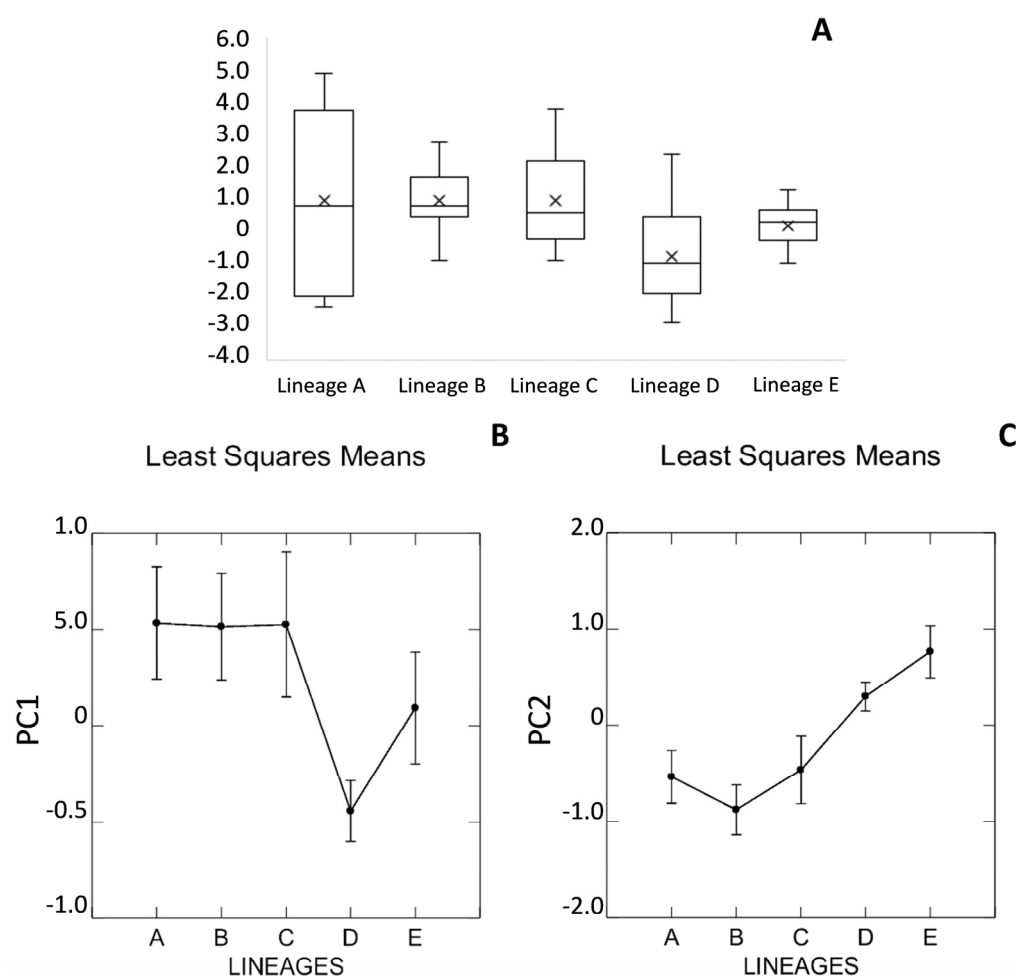 A
6.0
5.0
4.0
3.0
2.0
1.0
0
-1.0
-2.0
-3.0
-4.0
Lineage A Lineage B Lineage C Lineage D Lineage E
B
Least Squares Means
1.0
5.0
0
-0.5
-1.0
PC1
A B C D E
LINEAGES
C
Least Squares Means
2.0
1.0
0
-1.0
-2.0
PC2
A B C D E
LINEAGES